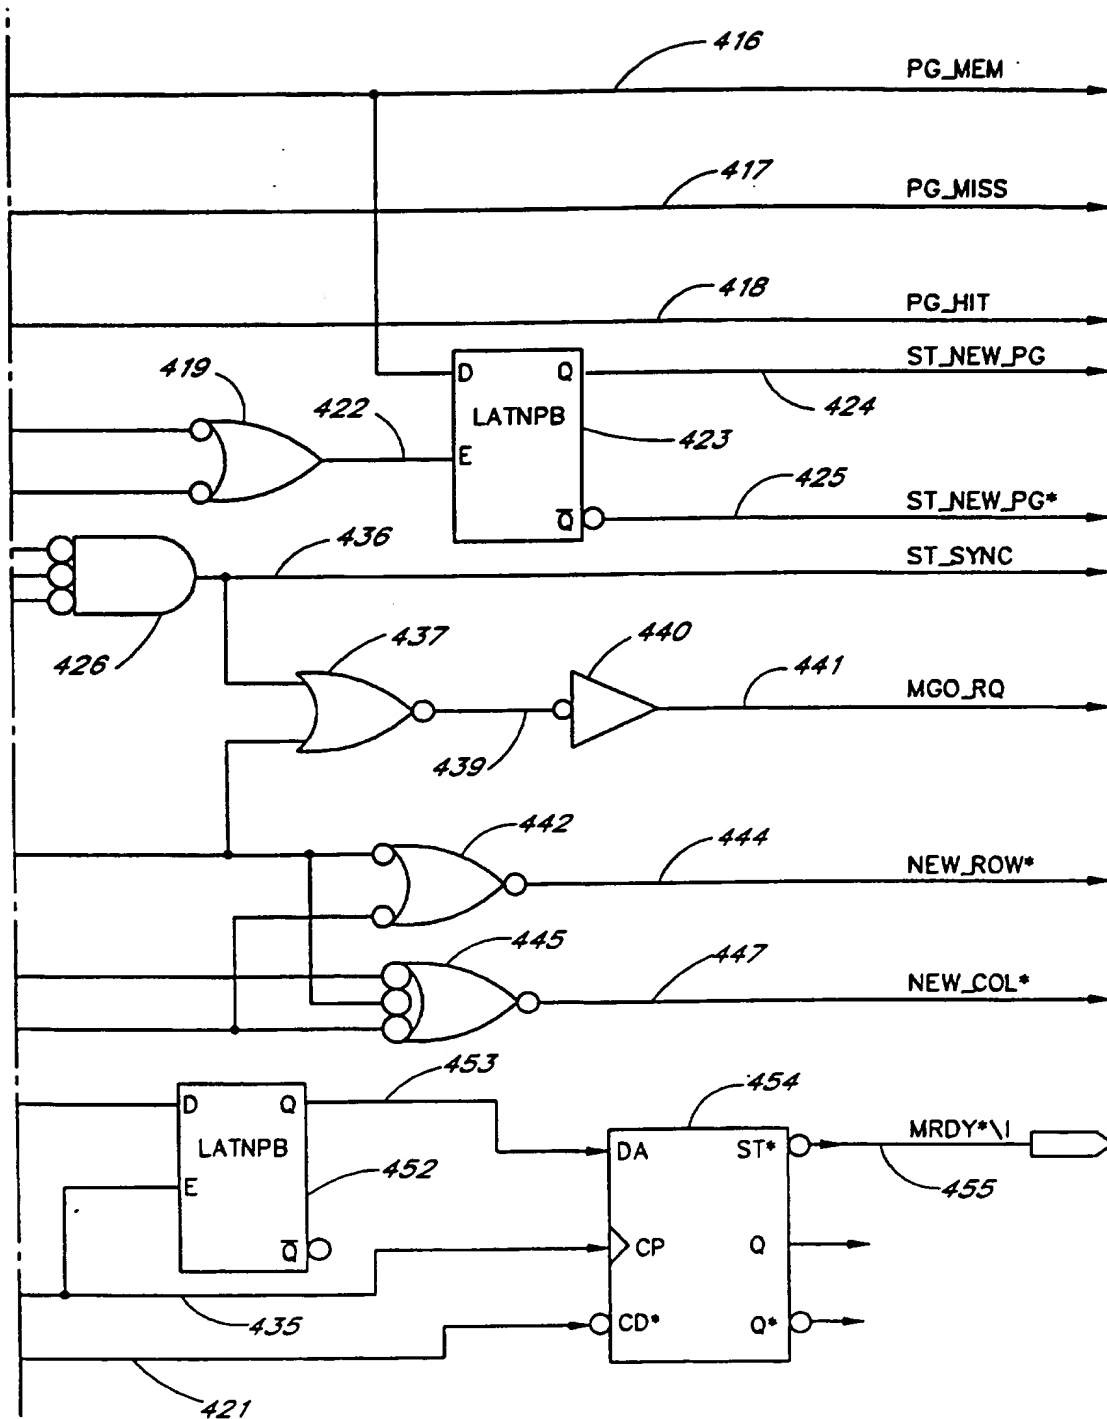 416
PG_MEM
417
PG_MISS
418
PG_HIT
419
422
D Q
LATNPB
E
Q
423
ST_NEW_PG
424
425
ST_NEW_PG*
436
ST_SYNC
426
437
440
441
MGO_RQ
439
442
444
NEW_ROW*
445
447
NEW_COL*
453
454
D Q
LATNPB
E
Q
452
DA ST*
CP Q
CD* Q*
MRDY*\I
455
435
421